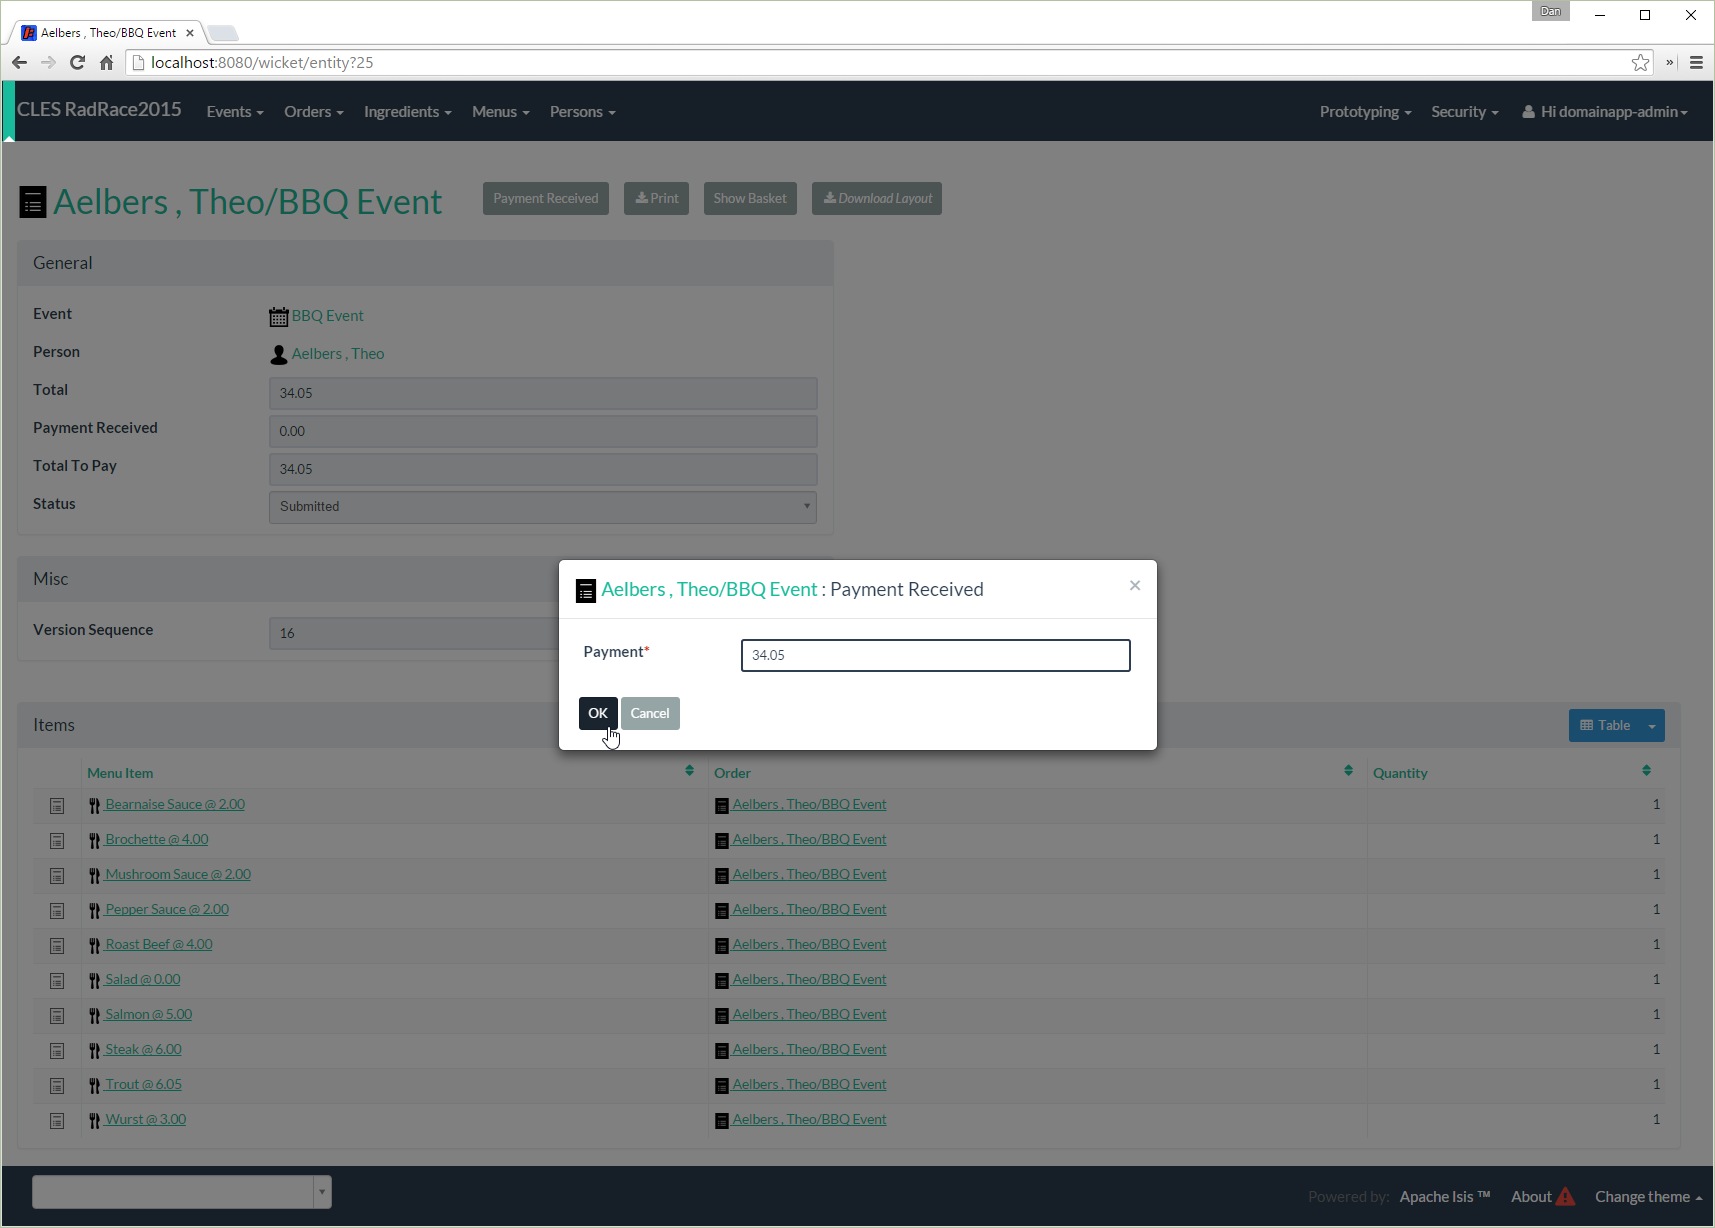 Dan
Aelbers , Theo/BBQ Event
localhost:8080/wicket/entity?25
CLES RadRace2015 Events Orders Ingredients Menus Persons Prototyping Security Hi domainapp-admin
Aelbers , Theo/BBQ Event Payment Received Print Show Basket Download Layout
General
Event BBQ Event
Person Aelbers , Theo
Total 34.05
Payment Received 0.00
Total To Pay 34.05
Status Submitted
Misc
Version Sequence 16
Aelbers , Theo/BBQ Event : Payment Received
Payment* 34.05
OK Cancel
Items Table
Menu Item Order Quantity
Bearnaise Sauce @ 2.00 Aelbers , Theo/BBQ Event 1
Brochette @ 4.00 Aelbers , Theo/BBQ Event 1
Mushroom Sauce @ 2.00 Aelbers , Theo/BBQ Event 1
Pepper Sauce @ 2.00 Aelbers , Theo/BBQ Event 1
Roast Beef @ 4.00 Aelbers , Theo/BBQ Event 1
Salad @ 0.00 Aelbers , Theo/BBQ Event 1
Salmon @ 5.00 Aelbers , Theo/BBQ Event 1
Steak @ 6.00 Aelbers , Theo/BBQ Event 1
Trout @ 6.05 Aelbers , Theo/BBQ Event 1
Wurst @ 3.00 Aelbers , Theo/BBQ Event 1
Powered by: Apache Isis ™ About Change theme